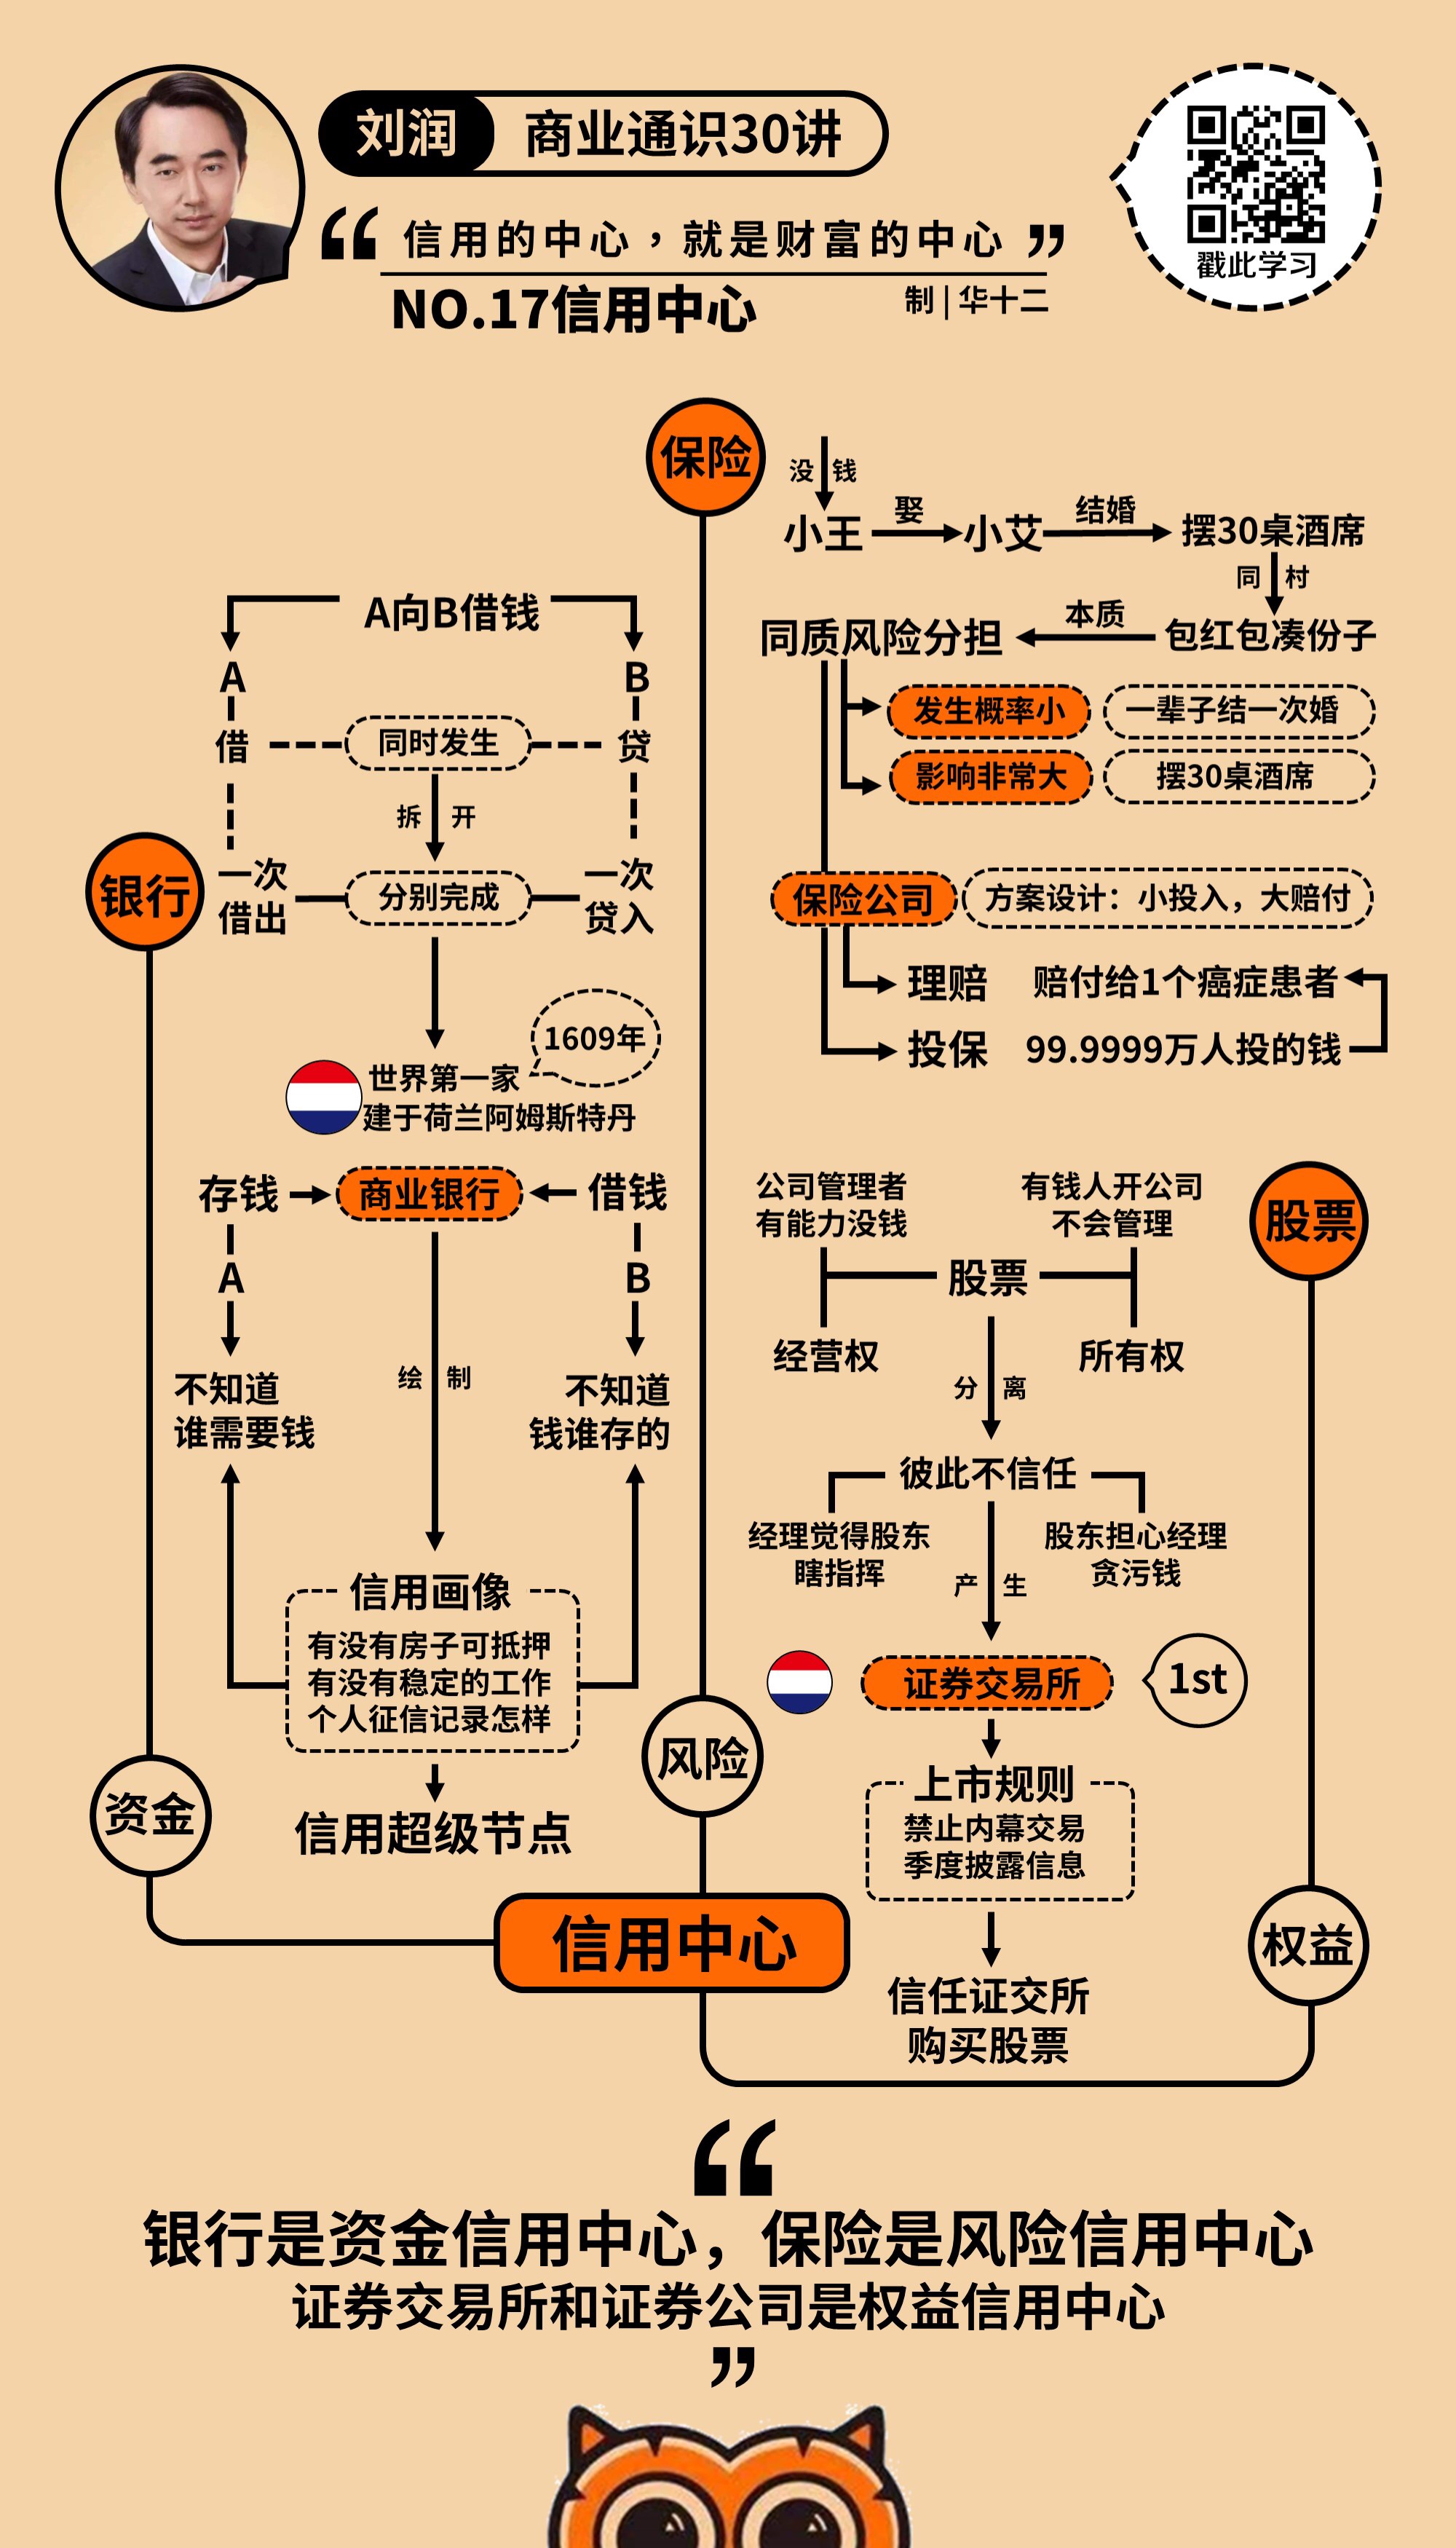 刘润 商业通识30讲
“信用的中心，就是财富的中心”
NO.17信用中心
制 | 华十二
戳此学习
保险
没 钱
小王
娶
小艾
结婚
摆30桌酒席
同 村
包红包凑份子
本质
同质风险分担
发生概率小
一辈子结一次婚
影响非常大
摆30桌酒席
保险公司
方案设计：小投入，大赔付
理赔
赔付给1个癌症患者
投保
99.9999万人投的钱
A向B借钱
A
B
借
同时发生
贷
拆 开
银行
一次
借出
分别完成
一次
贷入
1609年
世界第一家
建于荷兰阿姆斯特丹
存钱
商业银行
借钱
A
B
不知道
谁需要钱
绘 制
不知道
钱谁存的
信用画像
有没有房子可抵押
有没有稳定的工作
个人征信记录怎样
信用超级节点
资金
风险
公司管理者
有能力没钱
有钱人开公司
不会管理
股票
股票
经营权
所有权
分 离
彼此不信任
经理觉得股东
瞎指挥
股东担心经理
贪污钱
产 生
证券交易所
1st
上市规则
禁止内幕交易
季度披露信息
信任证交所
购买股票
权益
信用中心
“
银行是资金信用中心，保险是风险信用中心
证券交易所和证券公司是权益信用中心
”